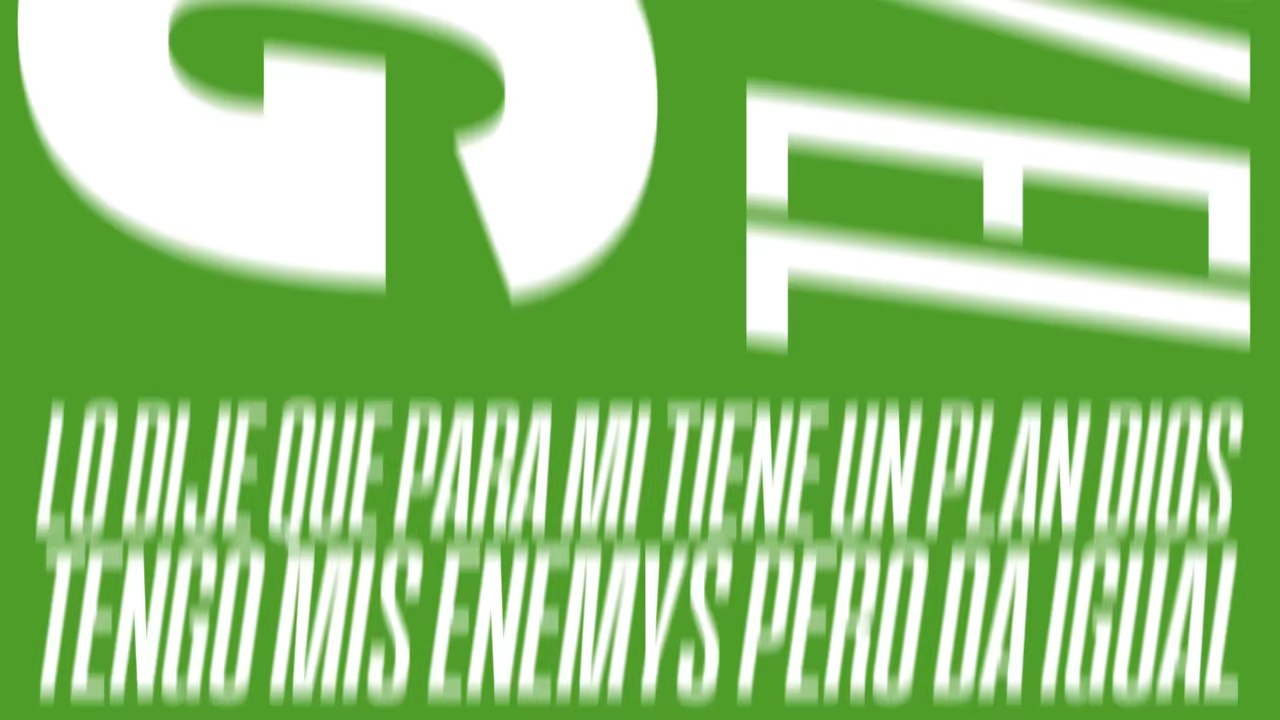 LO DIJE QUE PARA MI TIENE UN PLAN DIOS
TENGO MIS ENEMYS PERO DA IGUAL